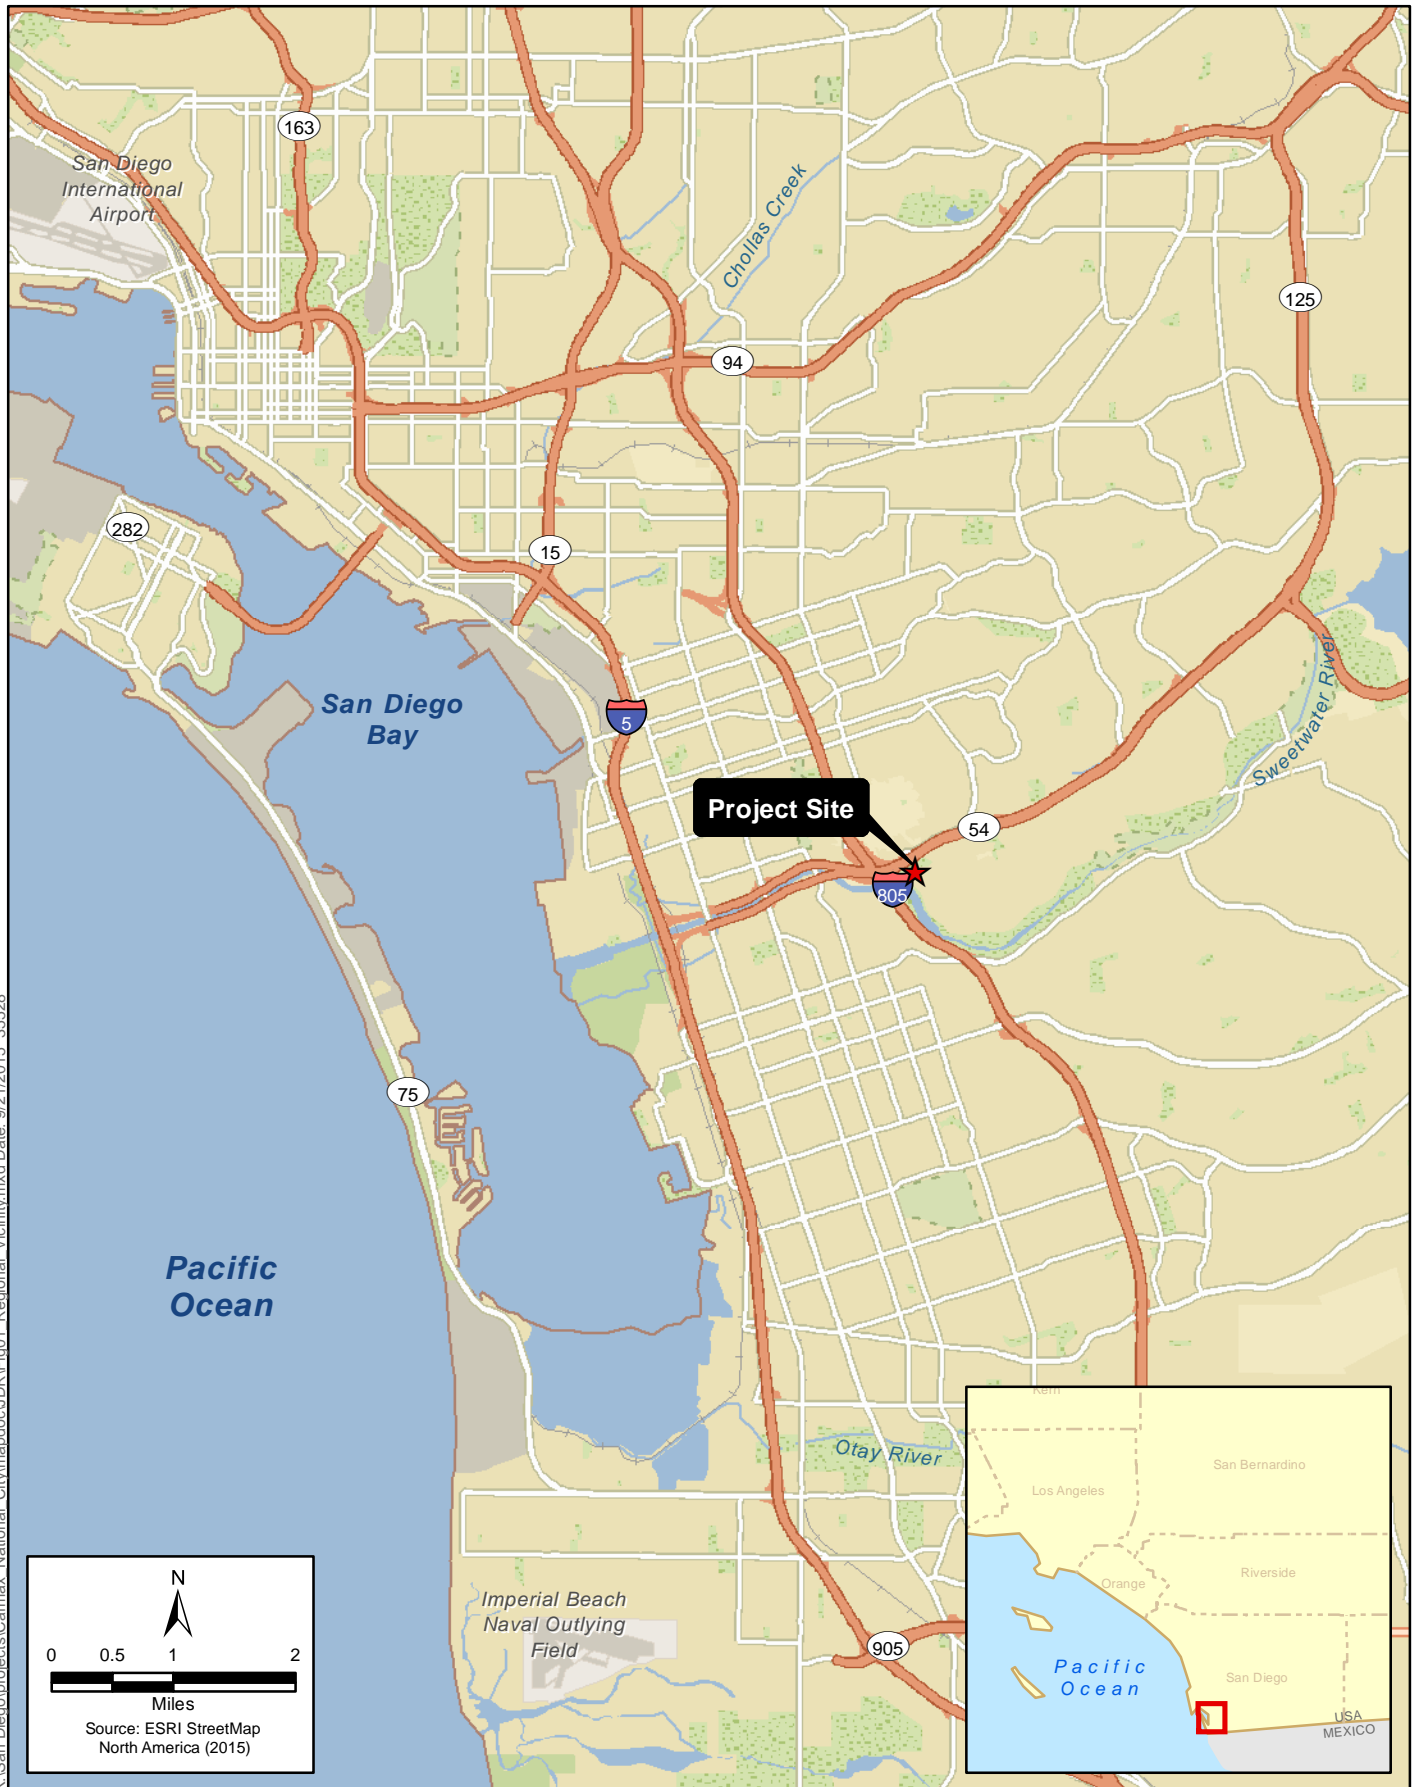 163
San Diego
International
Airport
Chollas Creek
125
94
282
15
San Diego
Bay
5
Sweetwater River
Project Site
54
805
75
Pacific
Ocean
Otay River
Imperial Beach
Naval Outlying
Field
905
N
0 0.5 1 2
Miles
Source: ESRI StreetMap
North America (2015)
Kern
San Bernardino
Los Angeles
Orange
Riverside
San Diego
Pacific
Ocean
USA
MEXICO